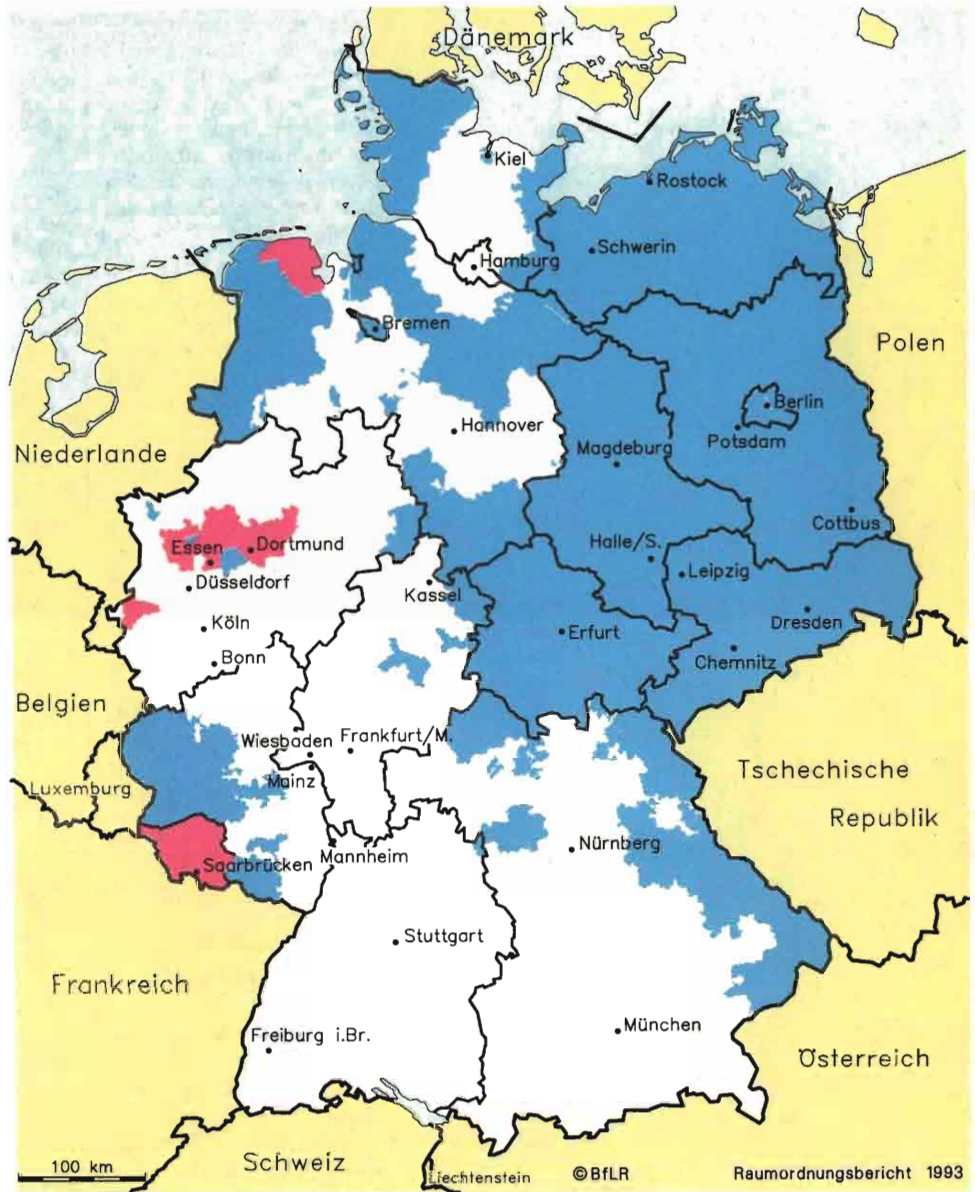 Dänemark
Kiel
Rostock
Schwerin
Hamburg
Bremen
Polen
Berlin
Hannover
Potsdam
Niederlande
Magdeburg
Cottbus
Essen
Dortmund
Halle/S.
Leipzig
Düsseldorf
Kassel
Dresden
Köln
Erfurt
Chemnitz
Bonn
Belgien
Wiesbaden
Frankfurt/M.
Mainz
Luxemburg
Tschechische
Republik
Nürnberg
Mannheim
Saarbrücken
Stuttgart
Frankreich
Freiburg i.Br.
München
Österreich
Schweiz
100 km
Liechtenstein
©BfLR
Raumordnungsbericht 1993